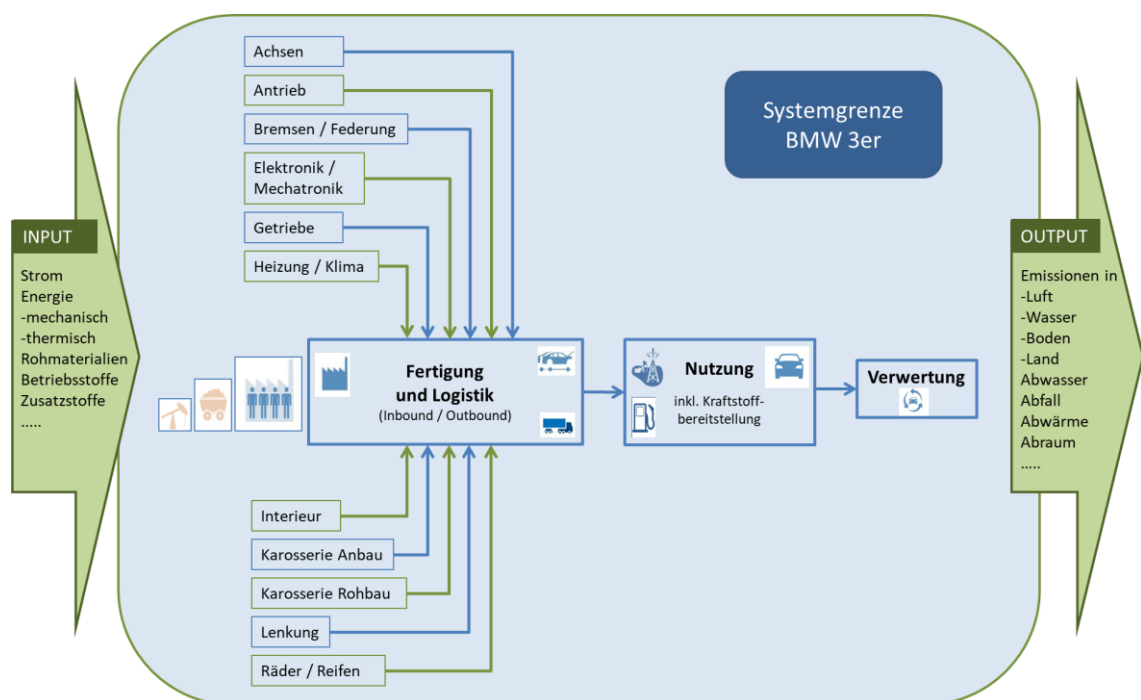 Achsen
Antrieb
Bremsen / Federung
Elektronik /
Mechatronik
Getriebe
Heizung / Klima
Systemgrenze
BMW 3er
INPUT
Strom
Energie
-mechanisch
-thermisch
Rohmaterialien
Betriebsstoffe
Zusatzstoffe
.....
Fertigung
und Logistik
(Inbound / Outbound)
Nutzung
inkl. Kraftstoff-
bereitstellung
Verwertung
OUTPUT
Emissionen in
-Luft
-Wasser
-Boden
-Land
Abwasser
Abfall
Abwärme
Abraum
.....
Interieur
Karosserie Anbau
Karosserie Rohbau
Lenkung
Räder / Reifen